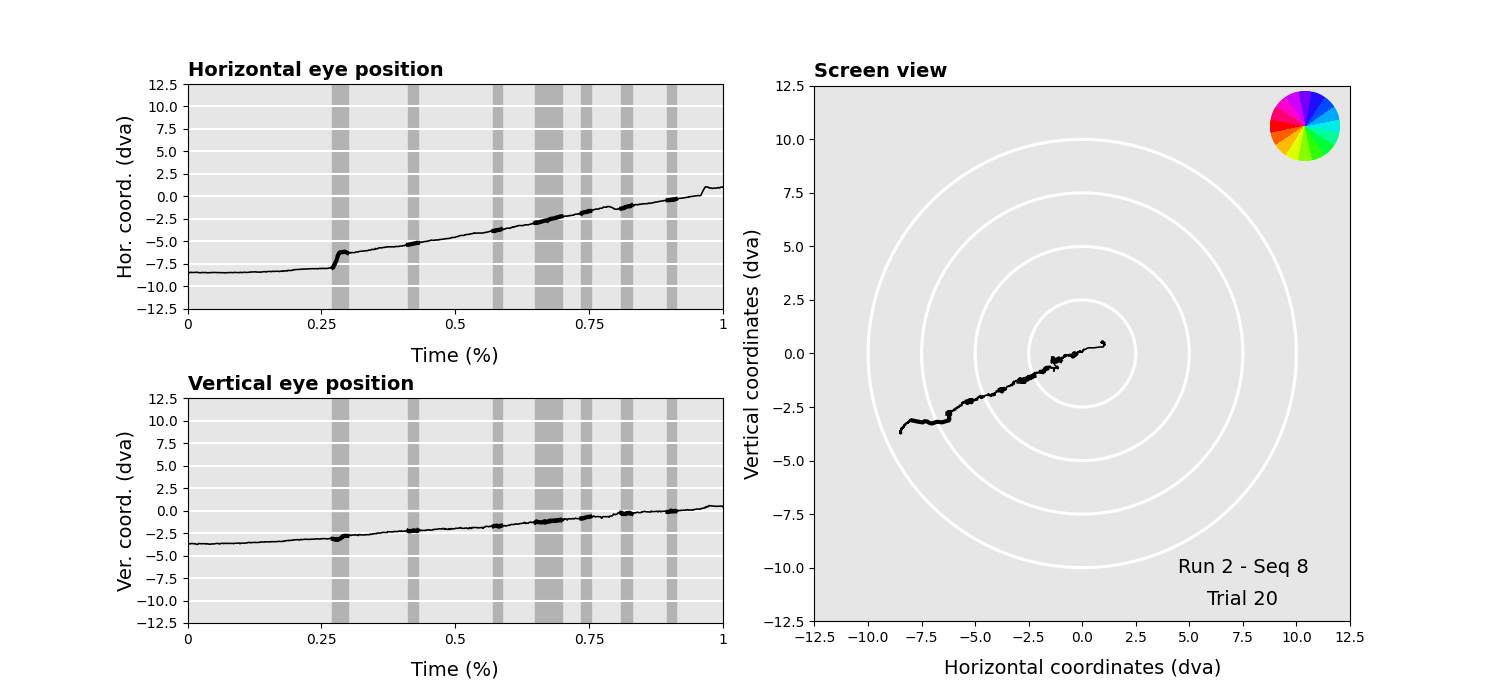 Horizontal eye position
12.5
10.0
7.5
5.0
2.5
0.0
−2.5
−5.0
−7.5
−10.0
−12.5
Hor. coord. (dva)
0 0.25 0.5 0.75 1
Time (%)
Vertical eye position
12.5
10.0
7.5
5.0
2.5
0.0
−2.5
−5.0
−7.5
−10.0
−12.5
Ver. coord. (dva)
0 0.25 0.5 0.75 1
Time (%)
Screen view
12.5
10.0
7.5
5.0
2.5
0.0
−2.5
−5.0
−7.5
−10.0
−12.5
Vertical coordinates (dva)
Run 2 - Seq 8
Trial 20
−12.5 −10.0 −7.5 −5.0 −2.5 0.0 2.5 5.0 7.5 10.0 12.5
Horizontal coordinates (dva)